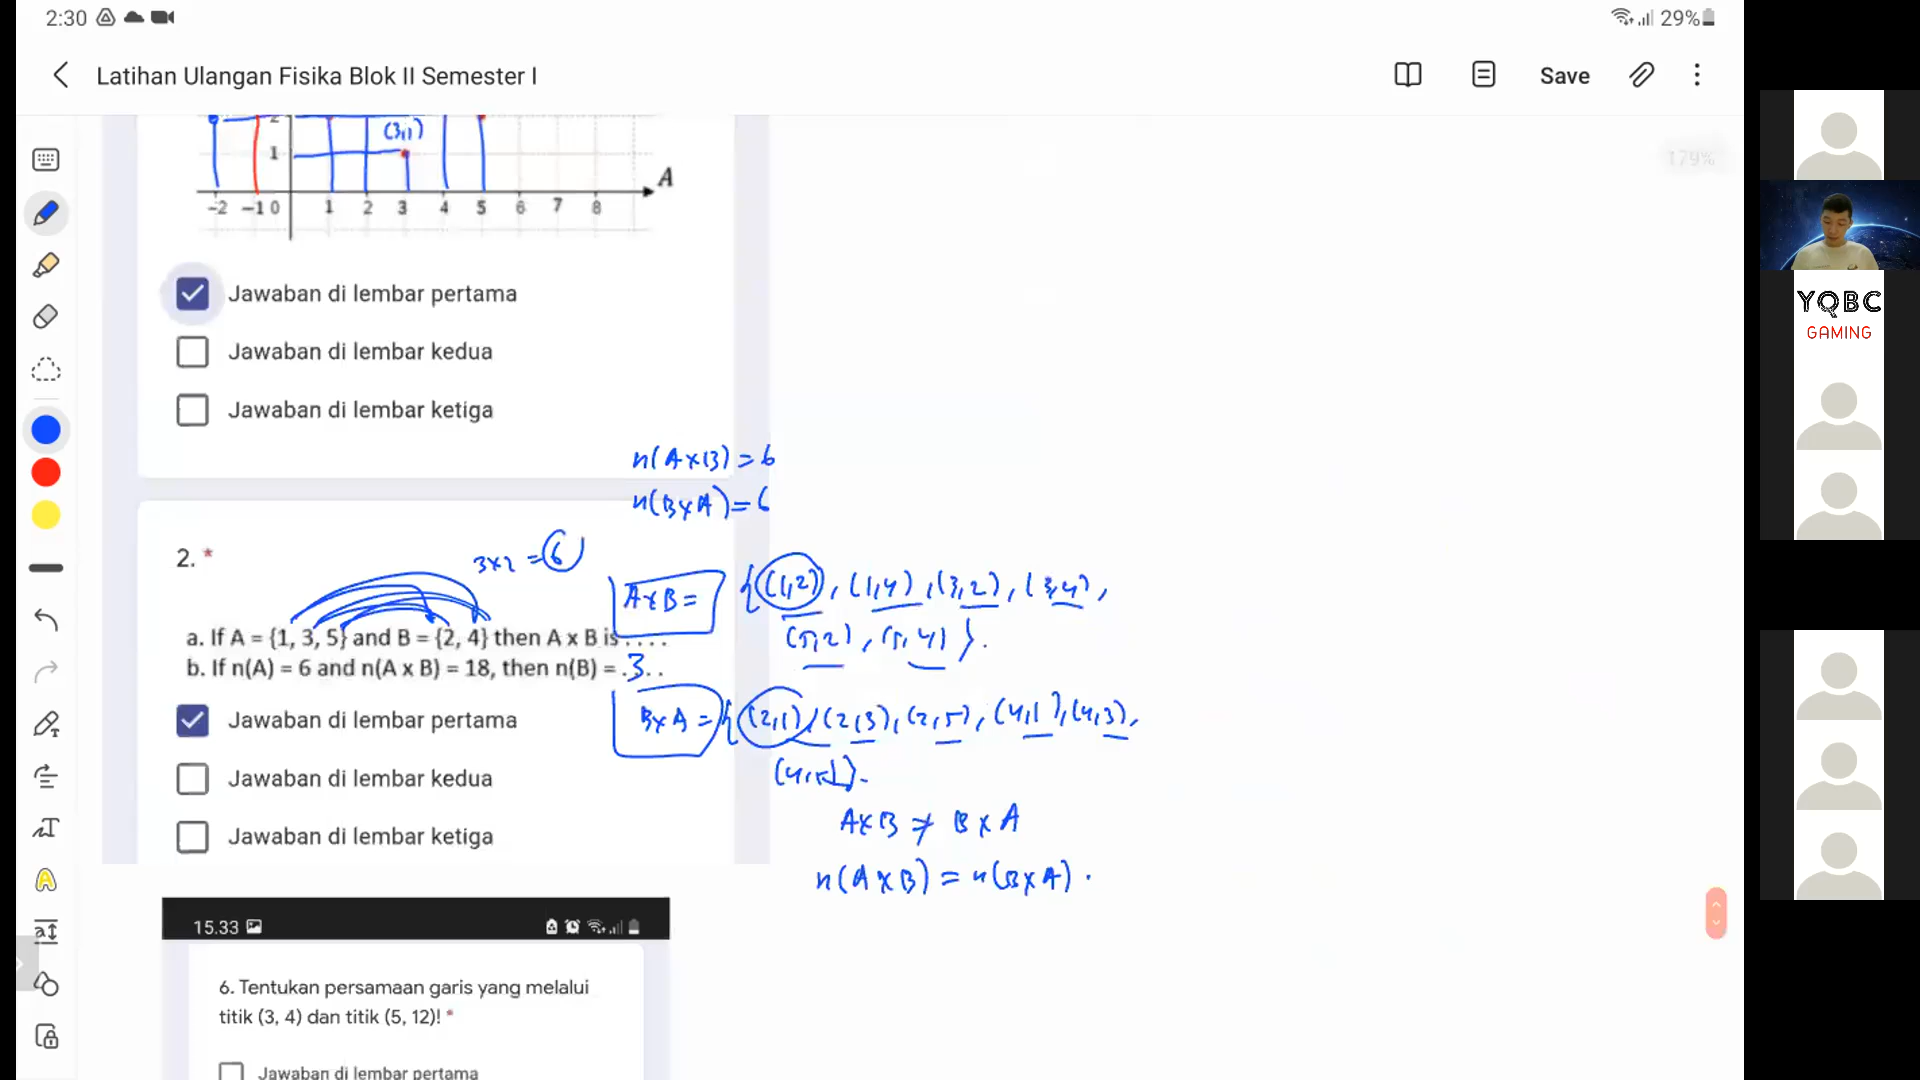 2:30
29%
Latihan Ulangan Fisika Blok II Semester I
Save
179%
2
(3,1)
1
A
-2 -1 0 1 2 3 4 5 6 7 8
Jawaban di lembar pertama
Jawaban di lembar kedua
Jawaban di lembar ketiga
n(A×B) = 6
n(B×A) = 6
2. *
3×2 = 6
A×B = {(1,2), (1,4), (3,2), (3,4),
(5,2), (5,4)}.
a. If A = {1, 3, 5} and B = {2, 4} then A x B is . . . .
b. If n(A) = 6 and n(A x B) = 18, then n(B) = .3. .
B×A = {(2,1), (2,3), (2,5), (4,1), (4,3),
(4,5)}.
Jawaban di lembar pertama
Jawaban di lembar kedua
Jawaban di lembar ketiga
A×B ≠ B×A
n(A×B) = n(B×A).
15.33
6. Tentukan persamaan garis yang melalui
titik (3, 4) dan titik (5, 12)! *
Jawaban di lembar pertama
YQBC
GAMING